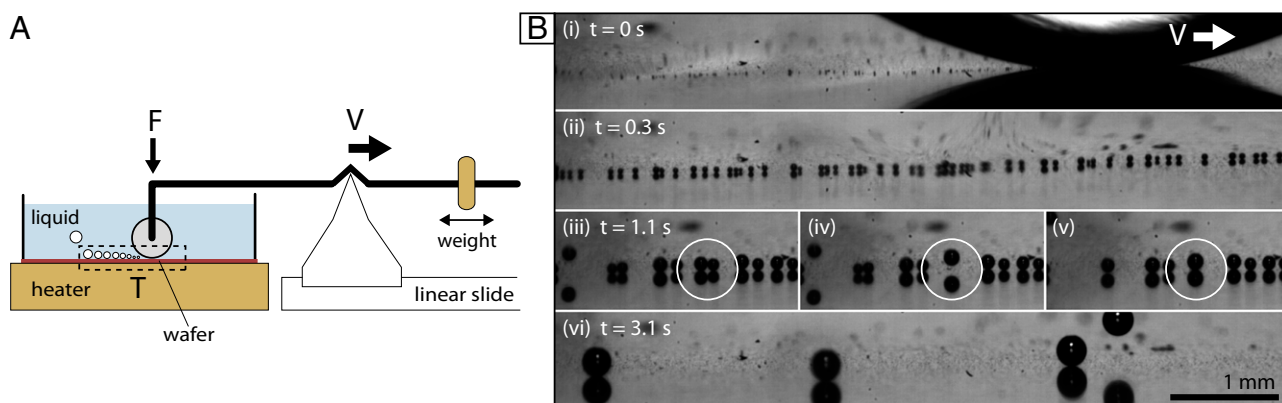 A
F
V
liquid
weight
T
heater
wafer
linear slide
B
(i) t = 0 s
V
(ii) t = 0.3 s
(iii) t = 1.1 s
(iv)
(v)
(vi) t = 3.1 s
1 mm